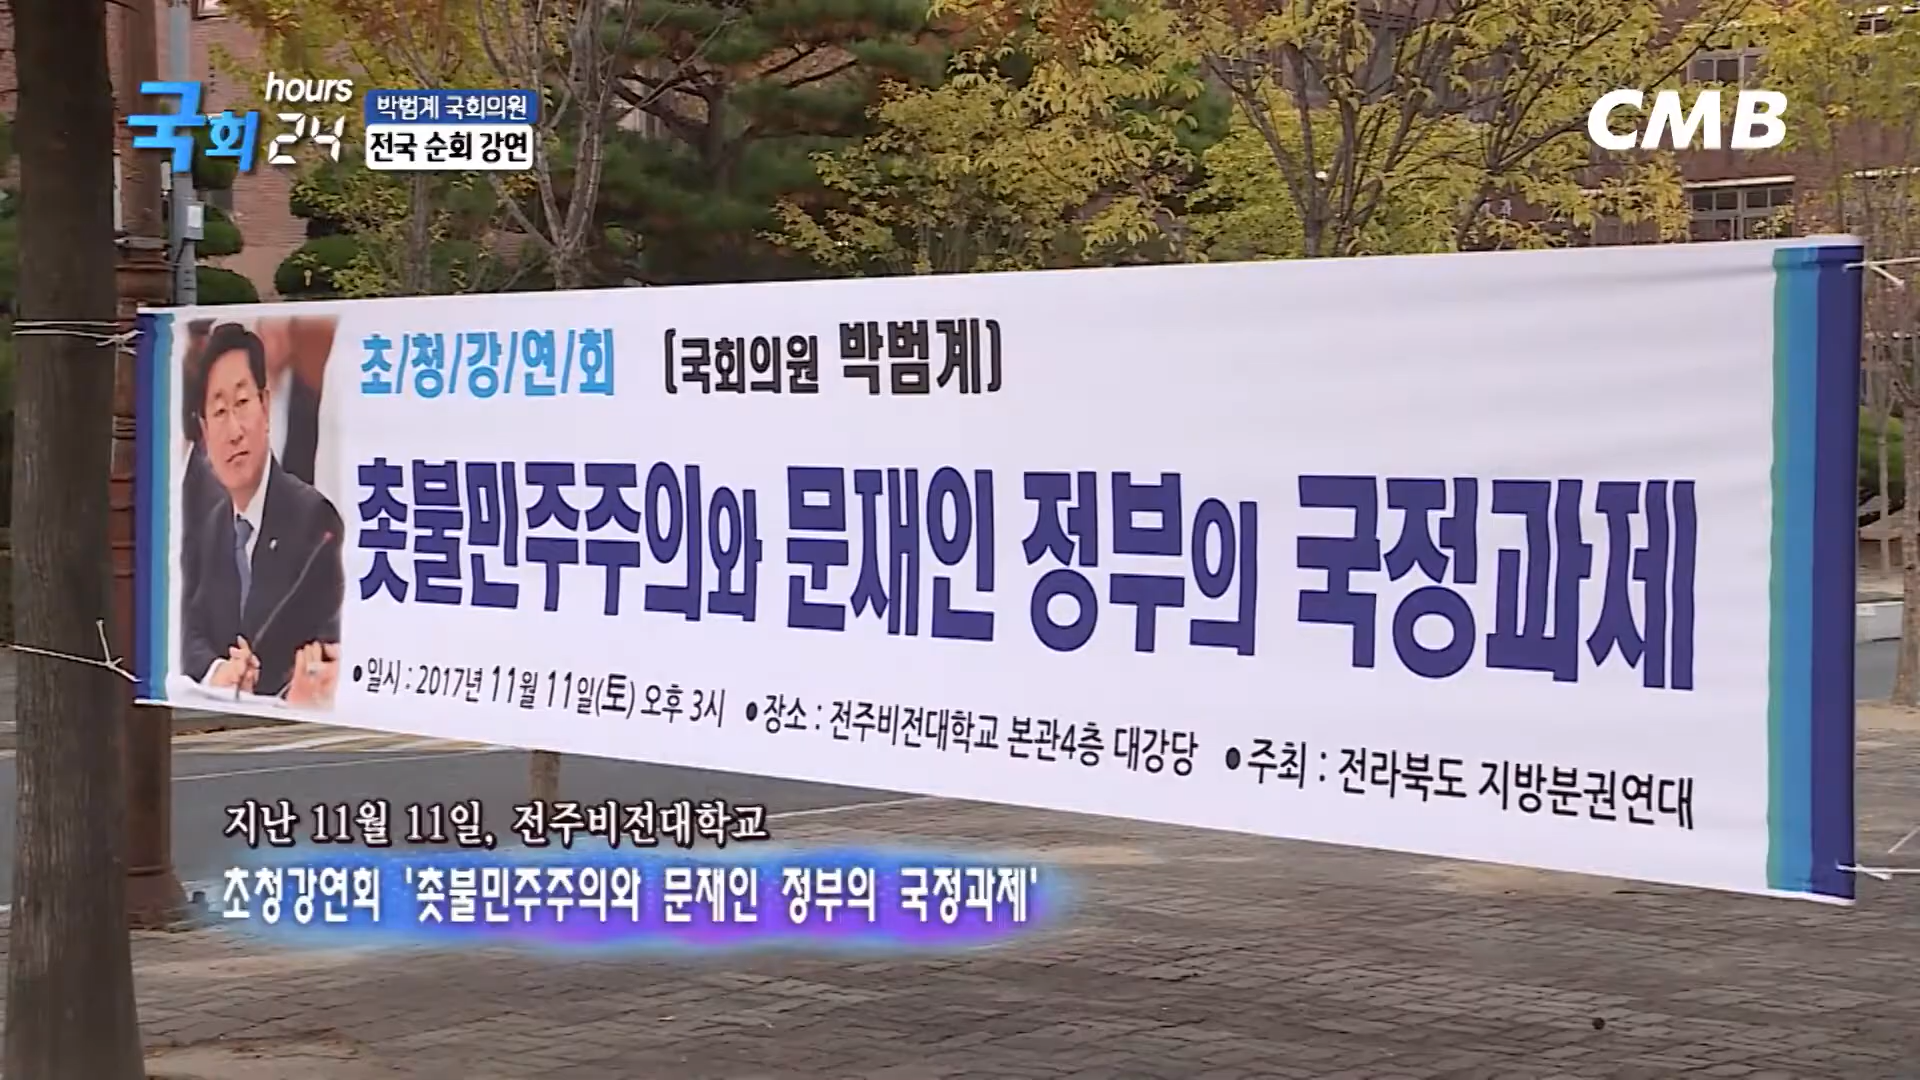 국회 24 hours
박범계 국회의원
전국 순회 강연
CMB
초/청/강/연/회 [국회의원 박범계]
촛불민주주의와 문재인 정부의 국정과제
• 일시 : 2017년 11월 11일(토) 오후 3시 • 장소 : 전주비전대학교 본관4층 대강당 • 주최 : 전라북도 지방분권연대
지난 11월 11일, 전주비전대학교
초청강연회 '촛불민주주의와 문재인 정부의 국정과제'